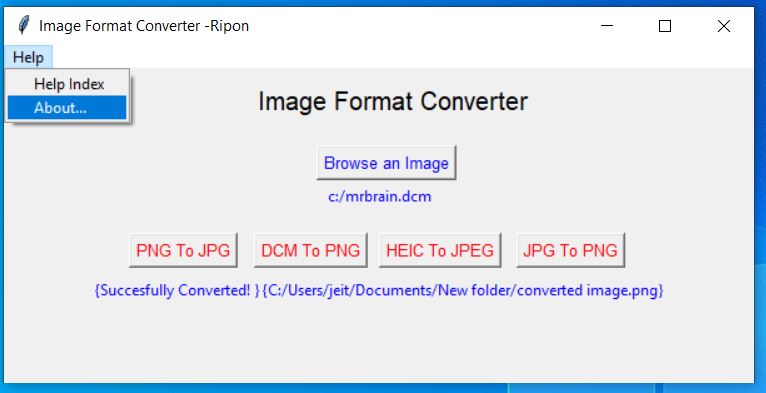 Image Format Converter -Ripon
Help
Help Index
About...
Image Format Converter
Browse an Image
c:/mrbrain.dcm
PNG To JPG DCM To PNG HEIC To JPEG JPG To PNG
{Succesfully Converted! } {C:/Users/jeit/Documents/New folder/converted image.png}